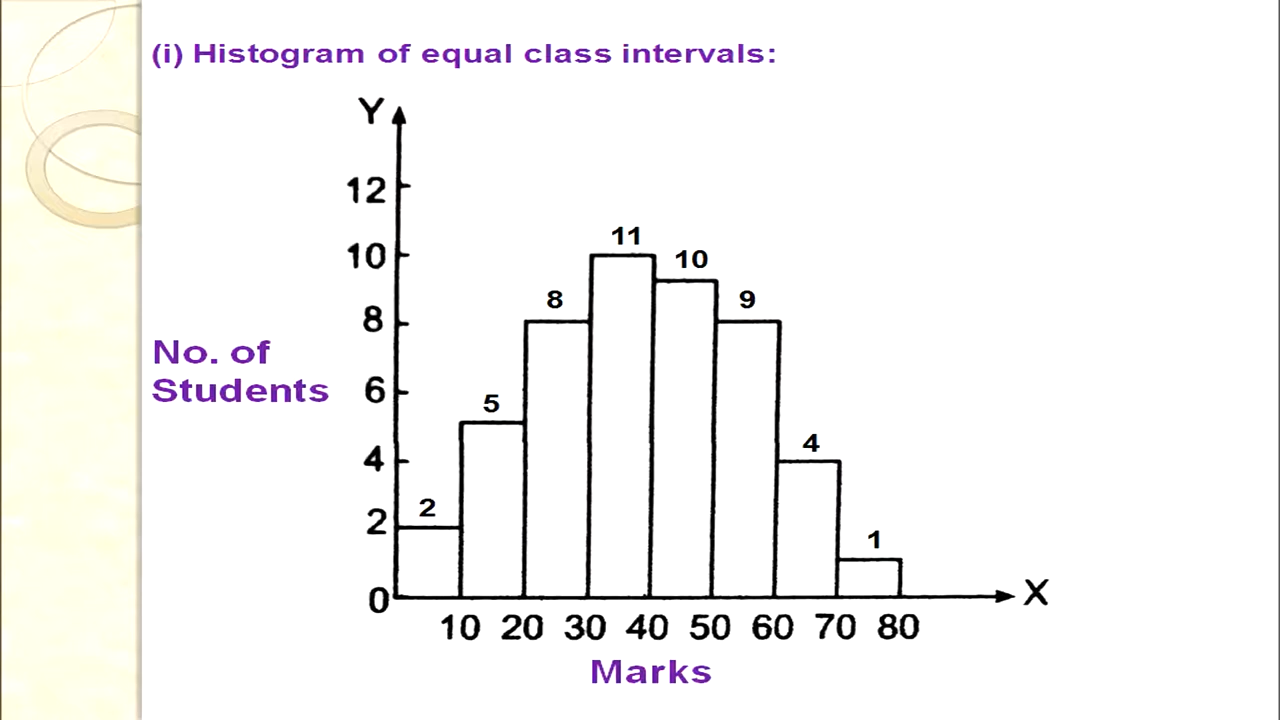 (i) Histogram of equal class intervals:
Y
12
11
10
10
9
8
8
No. of
Students
6
5
4
4
2
2
1
0
X
10 20 30 40 50 60 70 80
Marks